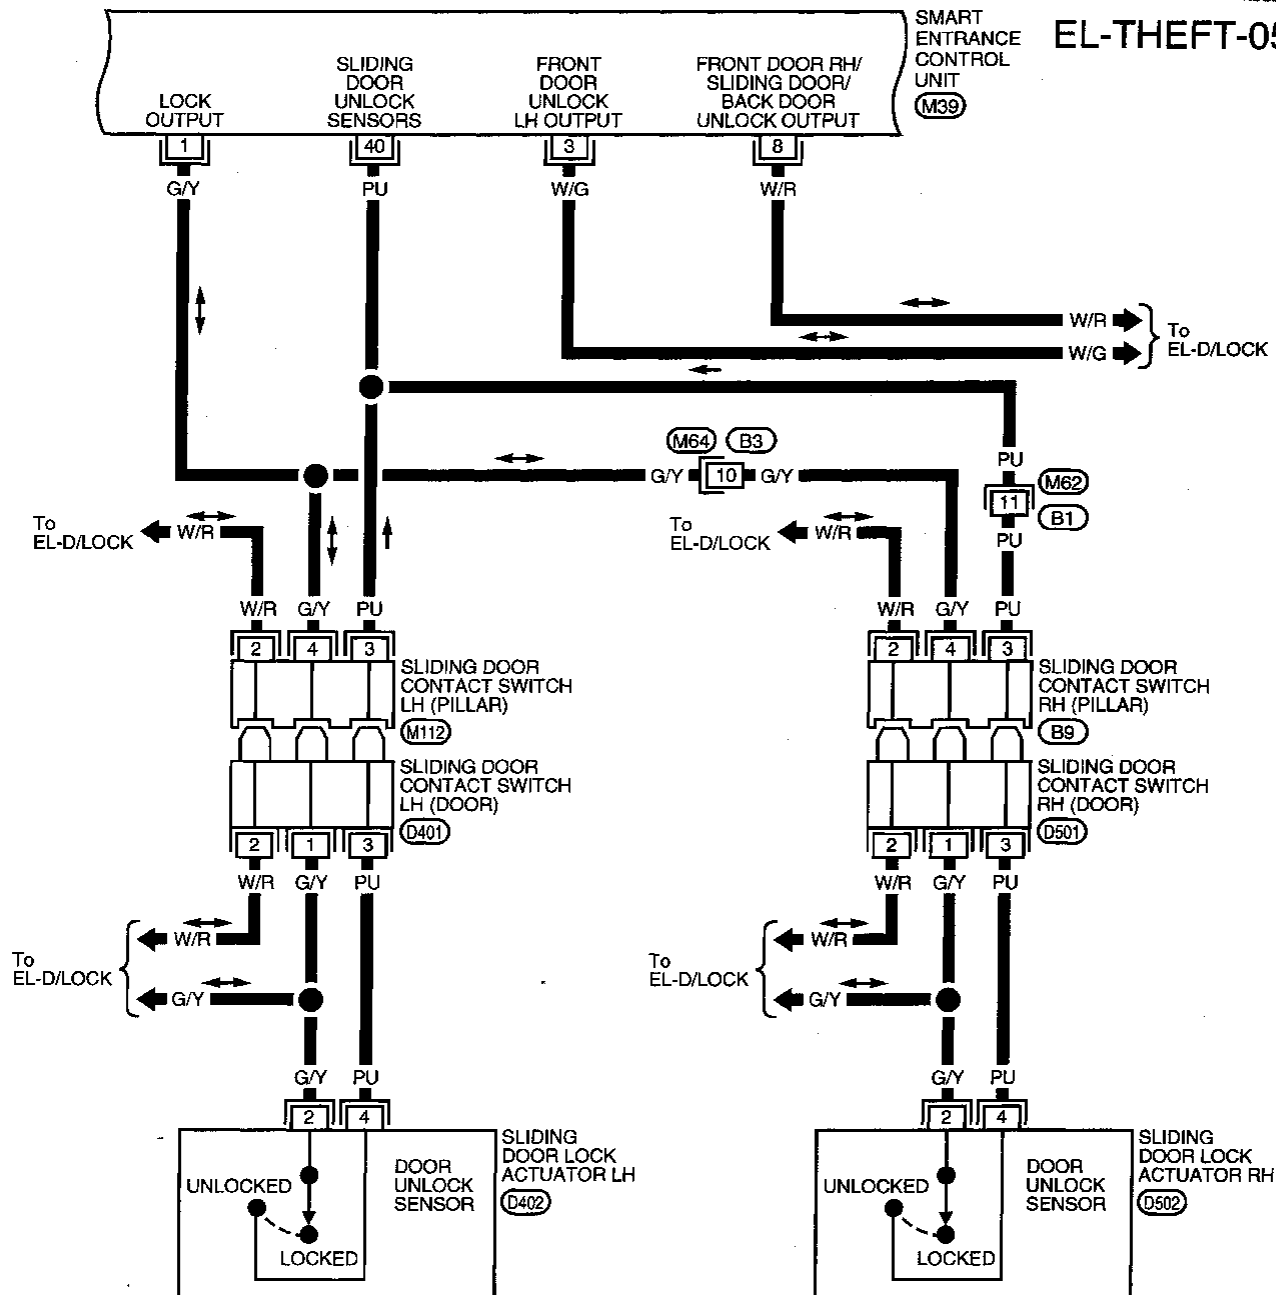 EL-THEFT-05
SMART
ENTRANCE
CONTROL
UNIT
M39
LOCK
OUTPUT
SLIDING
DOOR
UNLOCK
SENSORS
FRONT
DOOR
UNLOCK
LH OUTPUT
FRONT DOOR RH/
SLIDING DOOR/
BACK DOOR
UNLOCK OUTPUT
1
40
3
8
G/Y
PU
W/G
W/R
W/R
W/G
To
EL-D/LOCK
M64
B3
G/Y
10
G/Y
PU
11
M62
B1
PU
To
EL-D/LOCK
W/R
To
EL-D/LOCK
W/R
W/R
G/Y
PU
W/R
G/Y
PU
2
4
3
SLIDING DOOR
CONTACT SWITCH
LH (PILLAR)
M112
2
4
3
SLIDING DOOR
CONTACT SWITCH
RH (PILLAR)
B9
SLIDING DOOR
CONTACT SWITCH
LH (DOOR)
D401
2
1
3
SLIDING DOOR
CONTACT SWITCH
RH (DOOR)
D501
2
1
3
W/R
G/Y
PU
W/R
G/Y
PU
To
EL-D/LOCK
W/R
G/Y
To
EL-D/LOCK
W/R
G/Y
G/Y
PU
G/Y
PU
2
4
2
4
SLIDING
DOOR LOCK
ACTUATOR LH
D402
DOOR
UNLOCK
SENSOR
UNLOCKED
LOCKED
SLIDING
DOOR LOCK
ACTUATOR RH
D502
DOOR
UNLOCK
SENSOR
UNLOCKED
LOCKED